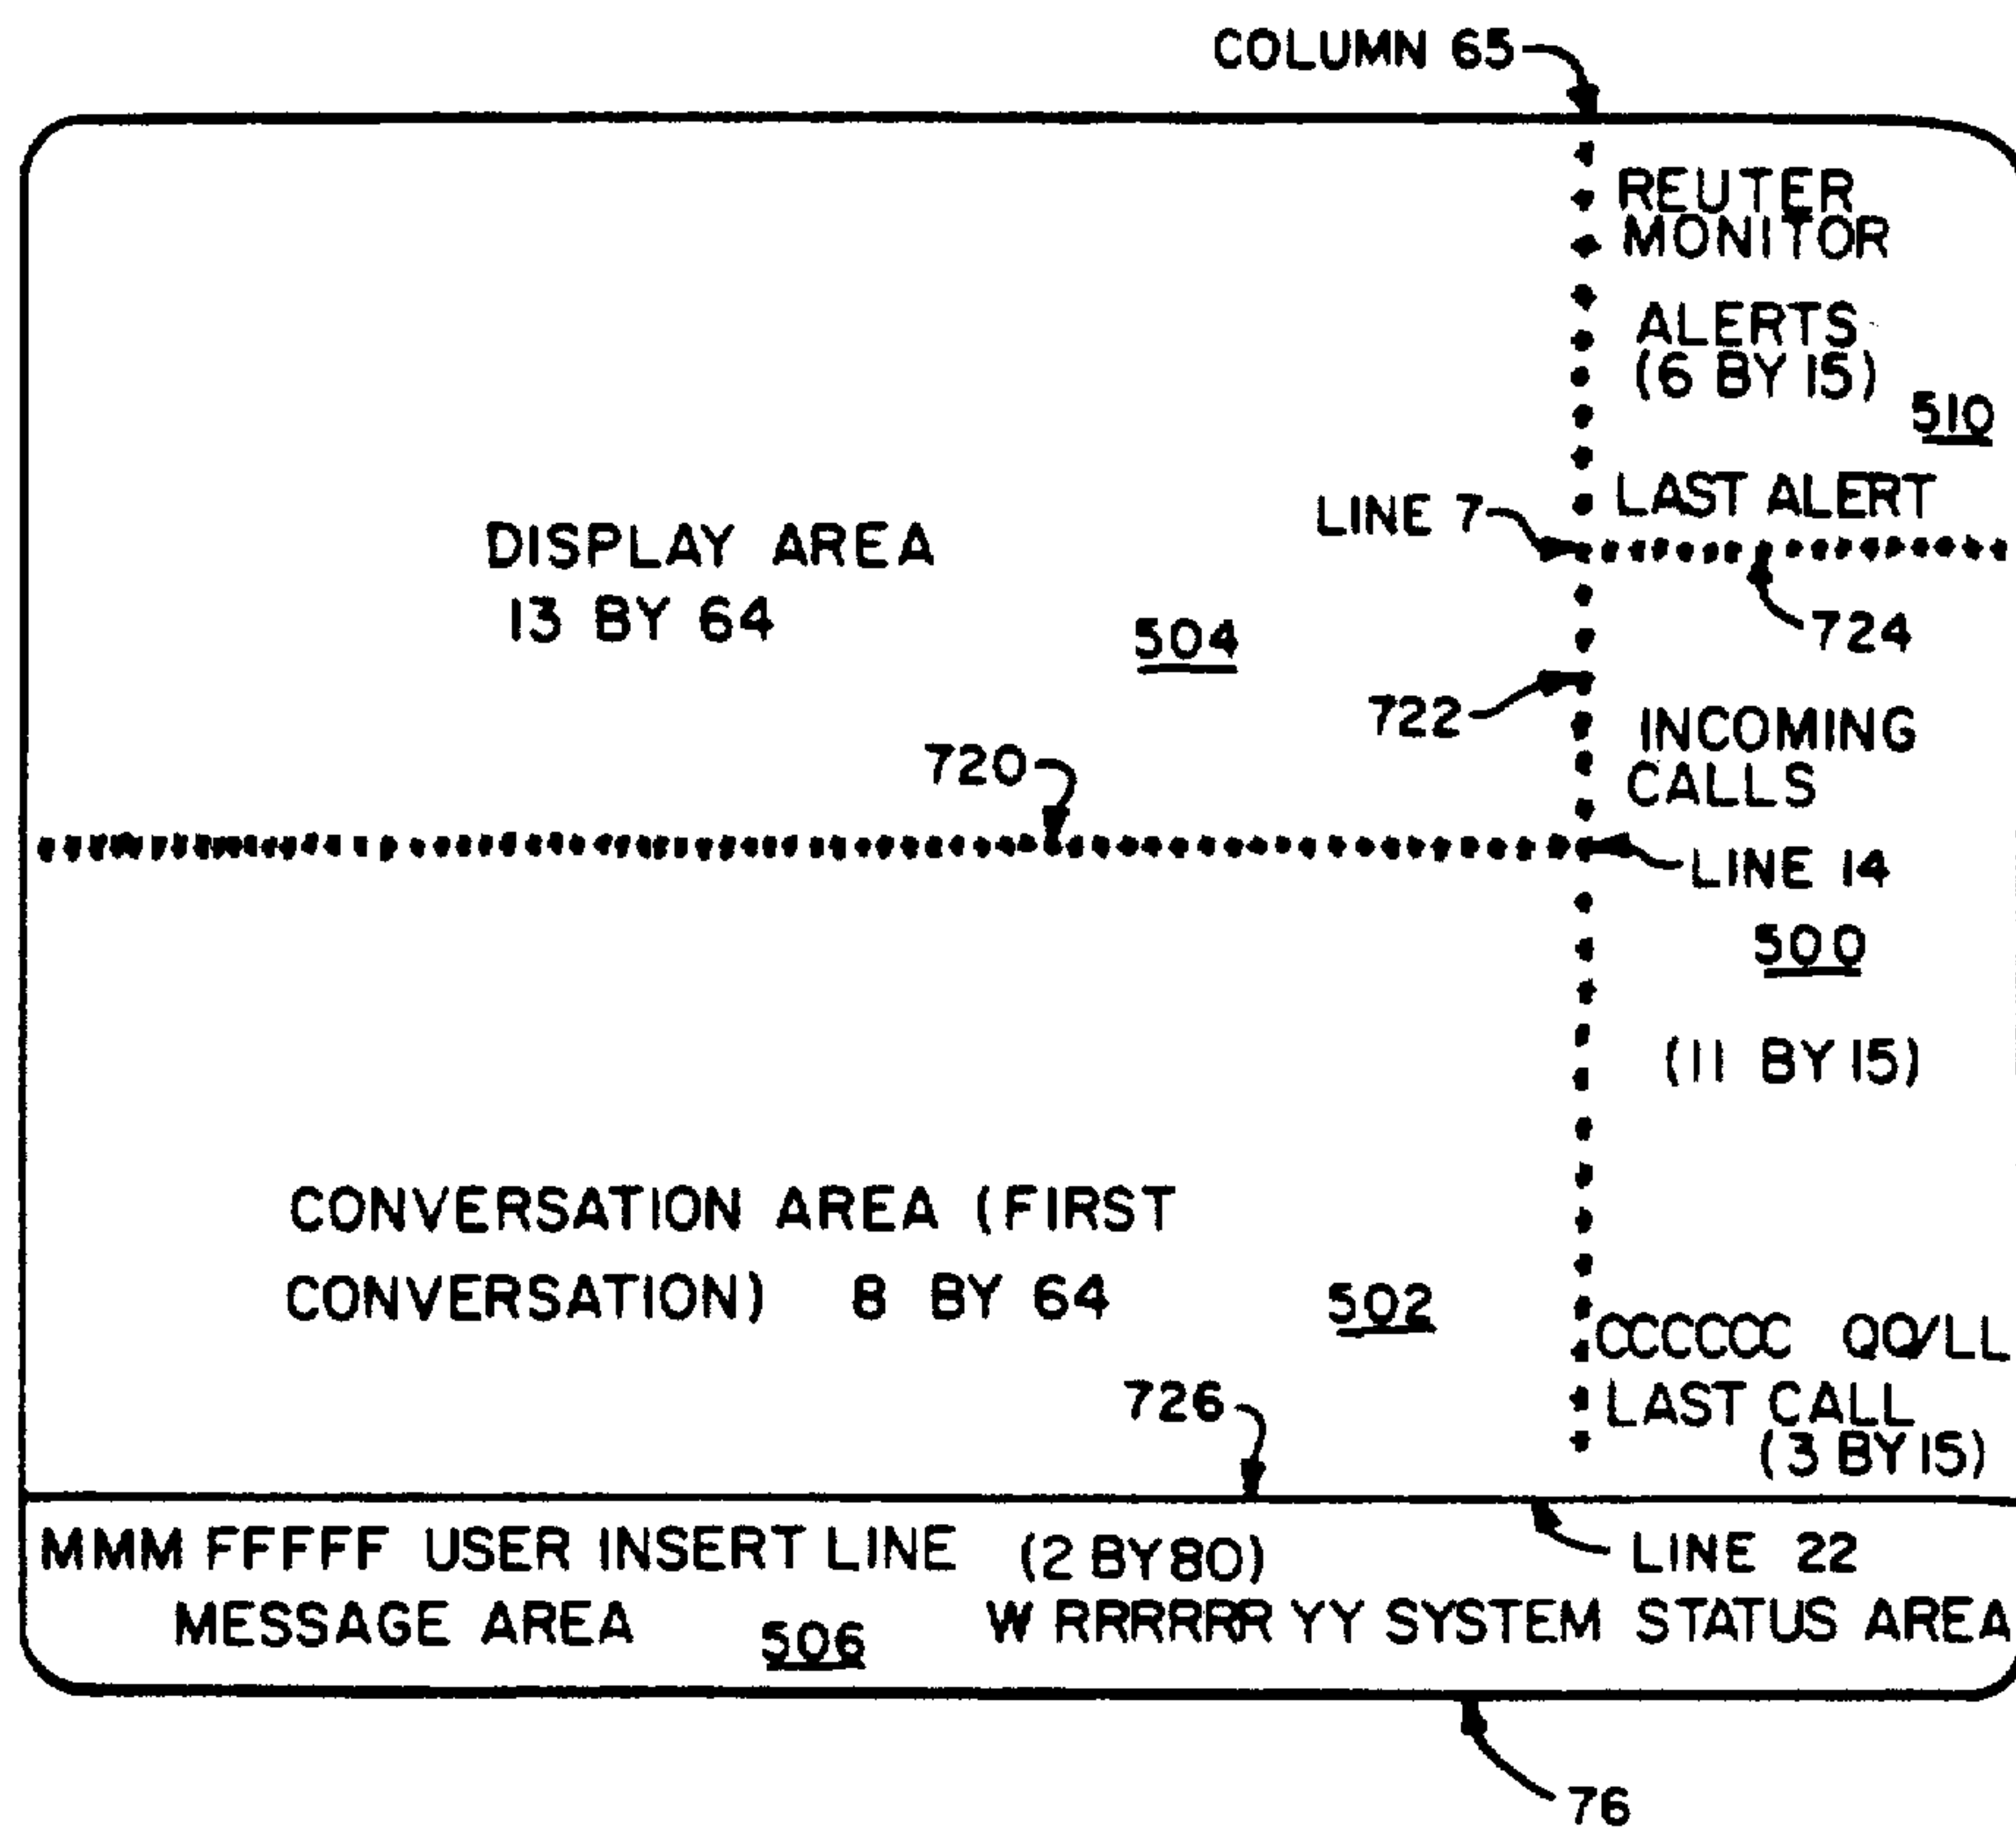 COLUMN 65
REUTER
MONITOR
ALERTS
(6 BY 15)
510
LAST ALERT
LINE 7
DISPLAY AREA
13 BY 64
504
724
722
INCOMING
CALLS
720
LINE 14
500
(11 BY 15)
CONVERSATION AREA (FIRST
CONVERSATION) 8 BY 64
502
CCCCCC QQ/LL
LAST CALL
(3 BY 15)
726
MMM FFFFF USER INSERT LINE (2 BY 80)
LINE 22
MESSAGE AREA 506 W RRRRRR YY SYSTEM STATUS AREA
76